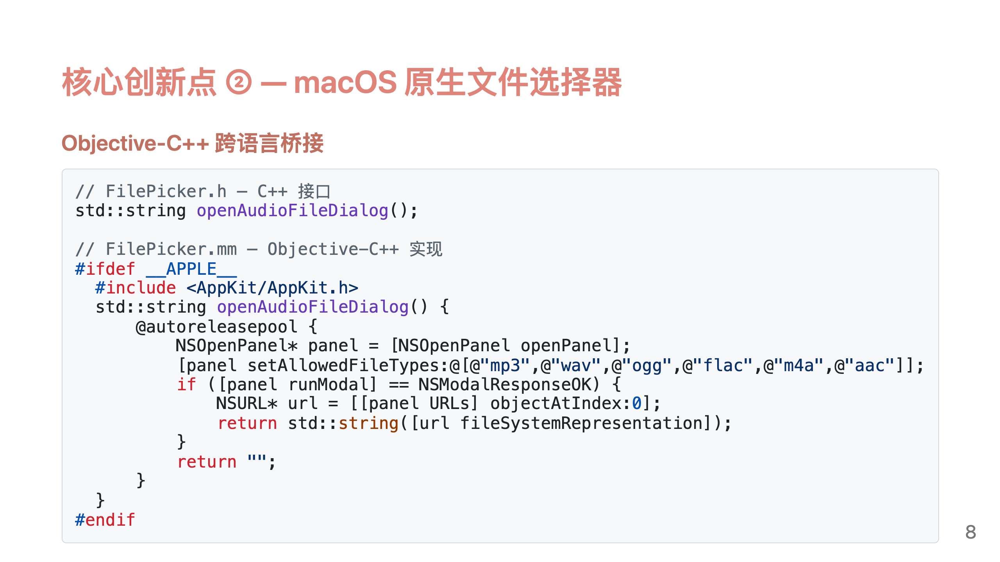 核心创新点 ② — macOS 原生文件选择器
Objective-C++ 跨语言桥接
// FilePicker.h — C++ 接口
std::string openAudioFileDialog();
// FilePicker.mm — Objective-C++ 实现
#ifdef __APPLE__
  #include <AppKit/AppKit.h>
  std::string openAudioFileDialog() {
      @autoreleasepool {
          NSOpenPanel* panel = [NSOpenPanel openPanel];
          [panel setAllowedFileTypes:@[@"mp3",@"wav",@"ogg",@"flac",@"m4a",@"aac"]];
          if ([panel runModal] == NSModalResponseOK) {
              NSURL* url = [[panel URLs] objectAtIndex:0];
              return std::string([url fileSystemRepresentation]);
          }
          return "";
      }
  }
#endif
8